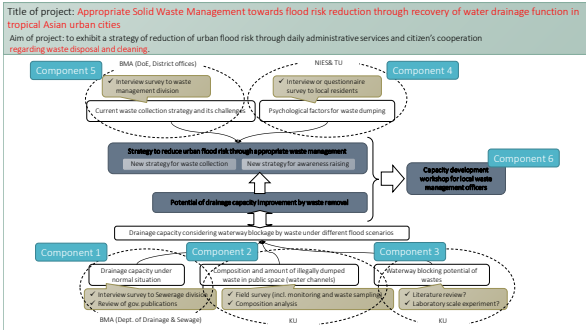 Title of project: Appropriate Solid Waste Management towards flood risk reduction through recovery of water drainage function in
tropical Asian urban cities
Aim of project: to exhibit a strategy of reduction of urban flood risk through daily administrative services and citizen's cooperation
regarding waste disposal and cleaning.
Component 5
BMA (DoE, District offices)
NIES& TU
Component 4
✓ Interview survey to waste
management division
✓ Interview or questionnaire
survey to local residents
Current waste collection strategy and its challenges
Psychological factors for waste dumping
Strategy to reduce urban flood risk through appropriate waste management
New strategy for waste collection
New strategy for awareness raising
Component 6
Capacity development
workshop for local waste
management officers
Potential of drainage capacity improvement by waste removal
Drainage capacity considering waterway blockage by waste under different flood scenarios
Component 1
Component 2
Component 3
Drainage capacity under
normal situation
Composition and amount of illegally dumped
waste in public space (water channels)
Waterway blocking potential of
wastes
✓ Interview survey to Sewerage division
✓ Review of gov. publications
✓ Field survey (incl. monitoring and waste sampling)
✓ Composition analysis
✓ Literature review?
✓ Laboratory scale experiment?
BMA (Dept. of Drainage & Sewage)
KU
KU